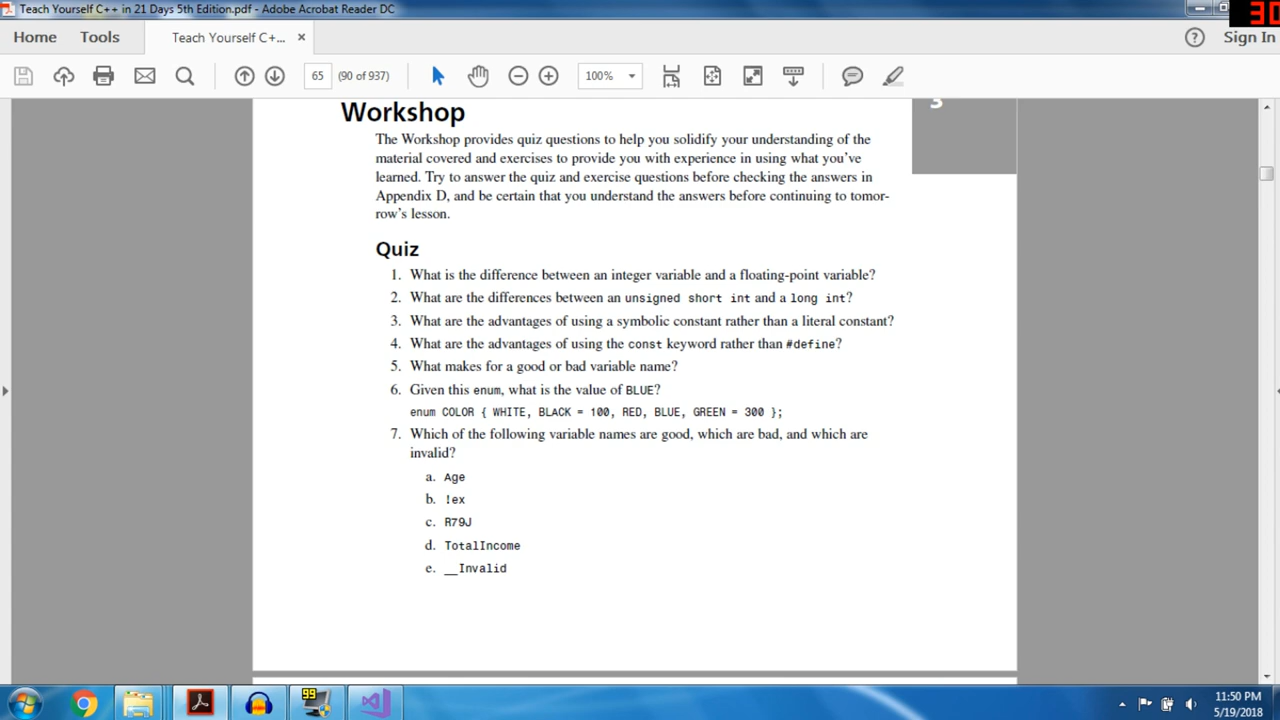 Teach Yourself C++ in 21 Days 5th Edition.pdf - Adobe Acrobat Reader DC
30
Home Tools Teach Yourself C+... × ? Sign In
65 (90 of 937) 100%
3
Workshop
The Workshop provides quiz questions to help you solidify your understanding of the
material covered and exercises to provide you with experience in using what you've
learned. Try to answer the quiz and exercise questions before checking the answers in
Appendix D, and be certain that you understand the answers before continuing to tomor-
row's lesson.
Quiz
1. What is the difference between an integer variable and a floating-point variable?
2. What are the differences between an unsigned short int and a long int?
3. What are the advantages of using a symbolic constant rather than a literal constant?
4. What are the advantages of using the const keyword rather than #define?
5. What makes for a good or bad variable name?
6. Given this enum, what is the value of BLUE?
enum COLOR { WHITE, BLACK = 100, RED, BLUE, GREEN = 300 };
7. Which of the following variable names are good, which are bad, and which are
invalid?
a. Age
b. !ex
c. R79J
d. TotalIncome
e. __Invalid
99
11:50 PM
5/19/2018